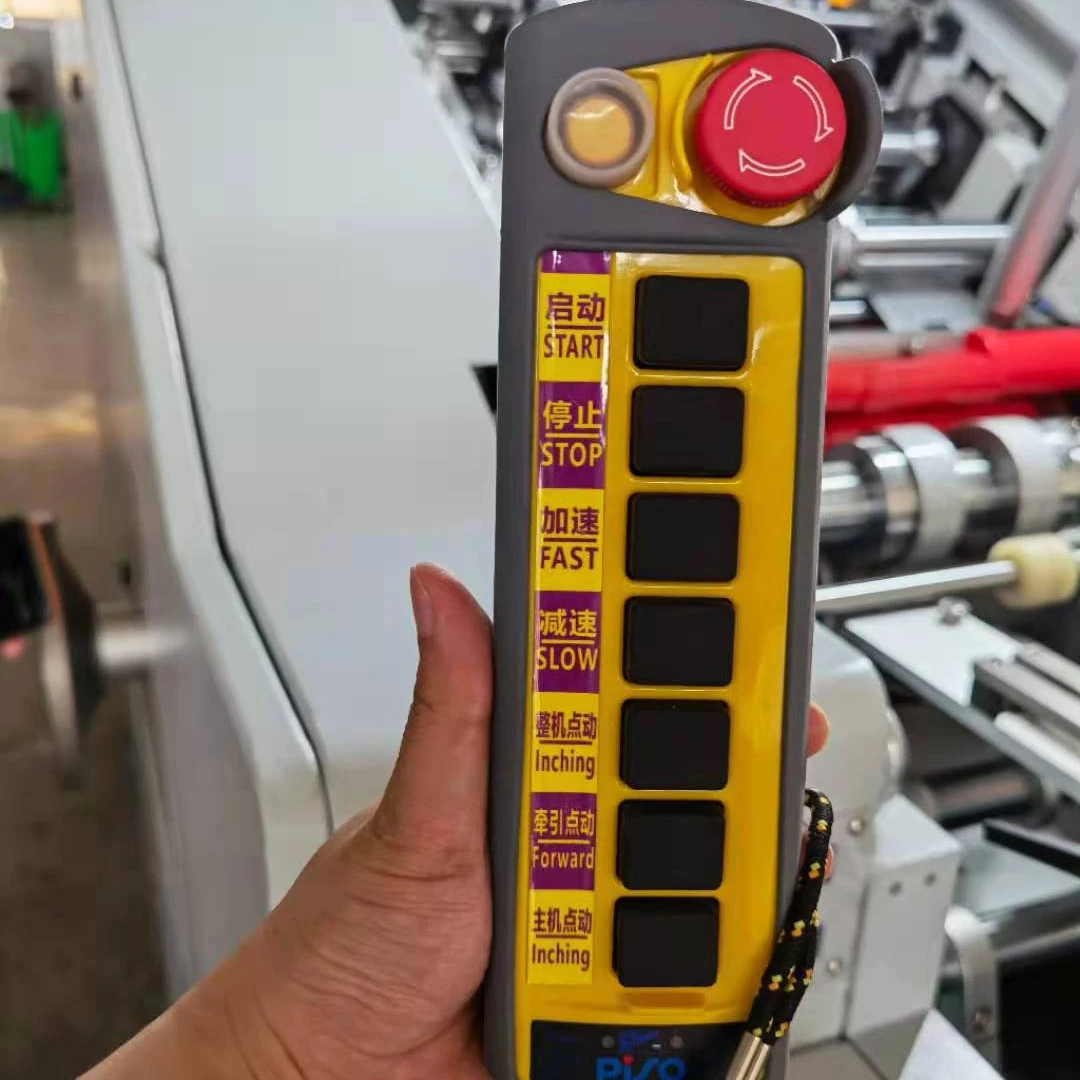 启动
START
停止
STOP
加速
FAST
减速
SLOW
整机点动
Inching
牵引点动
Forward
主机点动
Inching
Piso